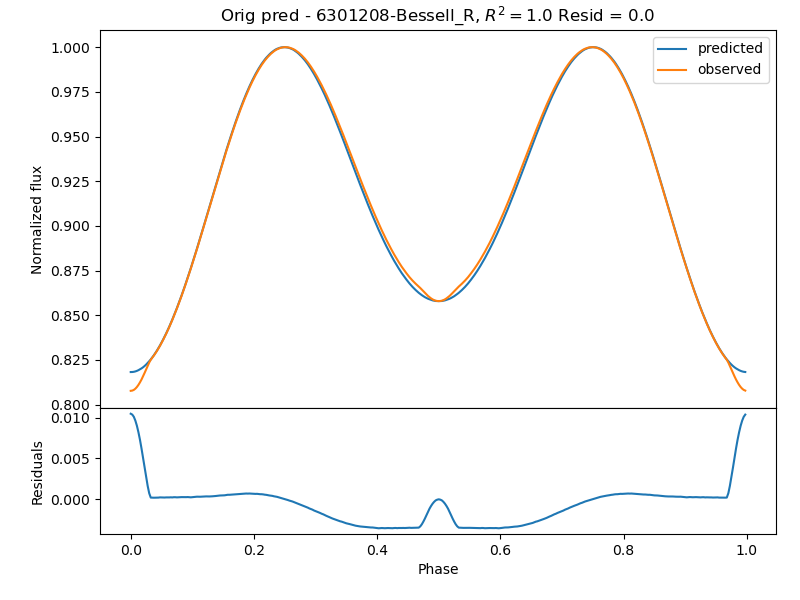 Orig pred - 6301208-Bessell_R, R² = 1.0 Resid = 0.0
predicted
observed
Normalized flux
1.000
0.975
0.950
0.925
0.900
0.875
0.850
0.825
0.800
Residuals
0.010
0.005
0.000
0.0 0.2 0.4 0.6 0.8 1.0
Phase